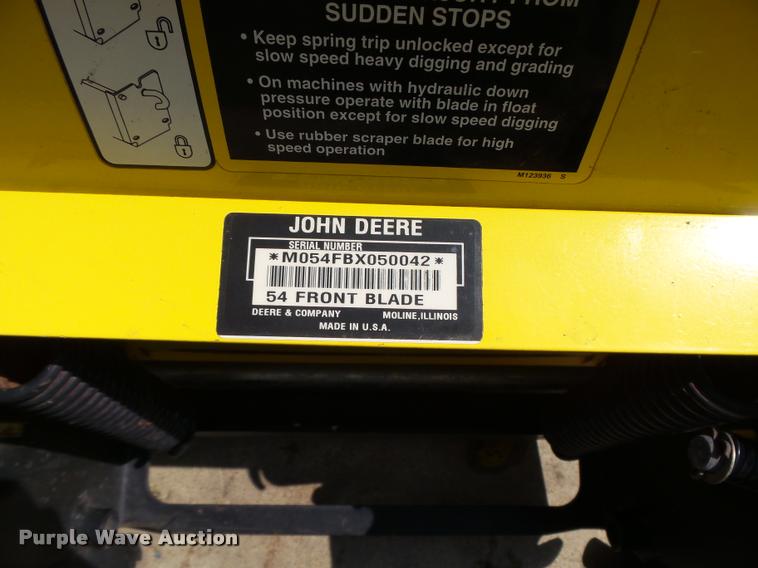 SUDDEN STOPS
• Keep spring trip unlocked except for
slow speed heavy digging and grading
• On machines with hydraulic down
pressure operate with blade in float
position except for slow speed digging
• Use rubber scraper blade for high
speed operation
M123936 S
JOHN DEERE
SERIAL NUMBER
*M054FBX050042*
54 FRONT BLADE
DEERE & COMPANY MOLINE,ILLINOIS
MADE IN U.S.A.
Purple Wave Auction